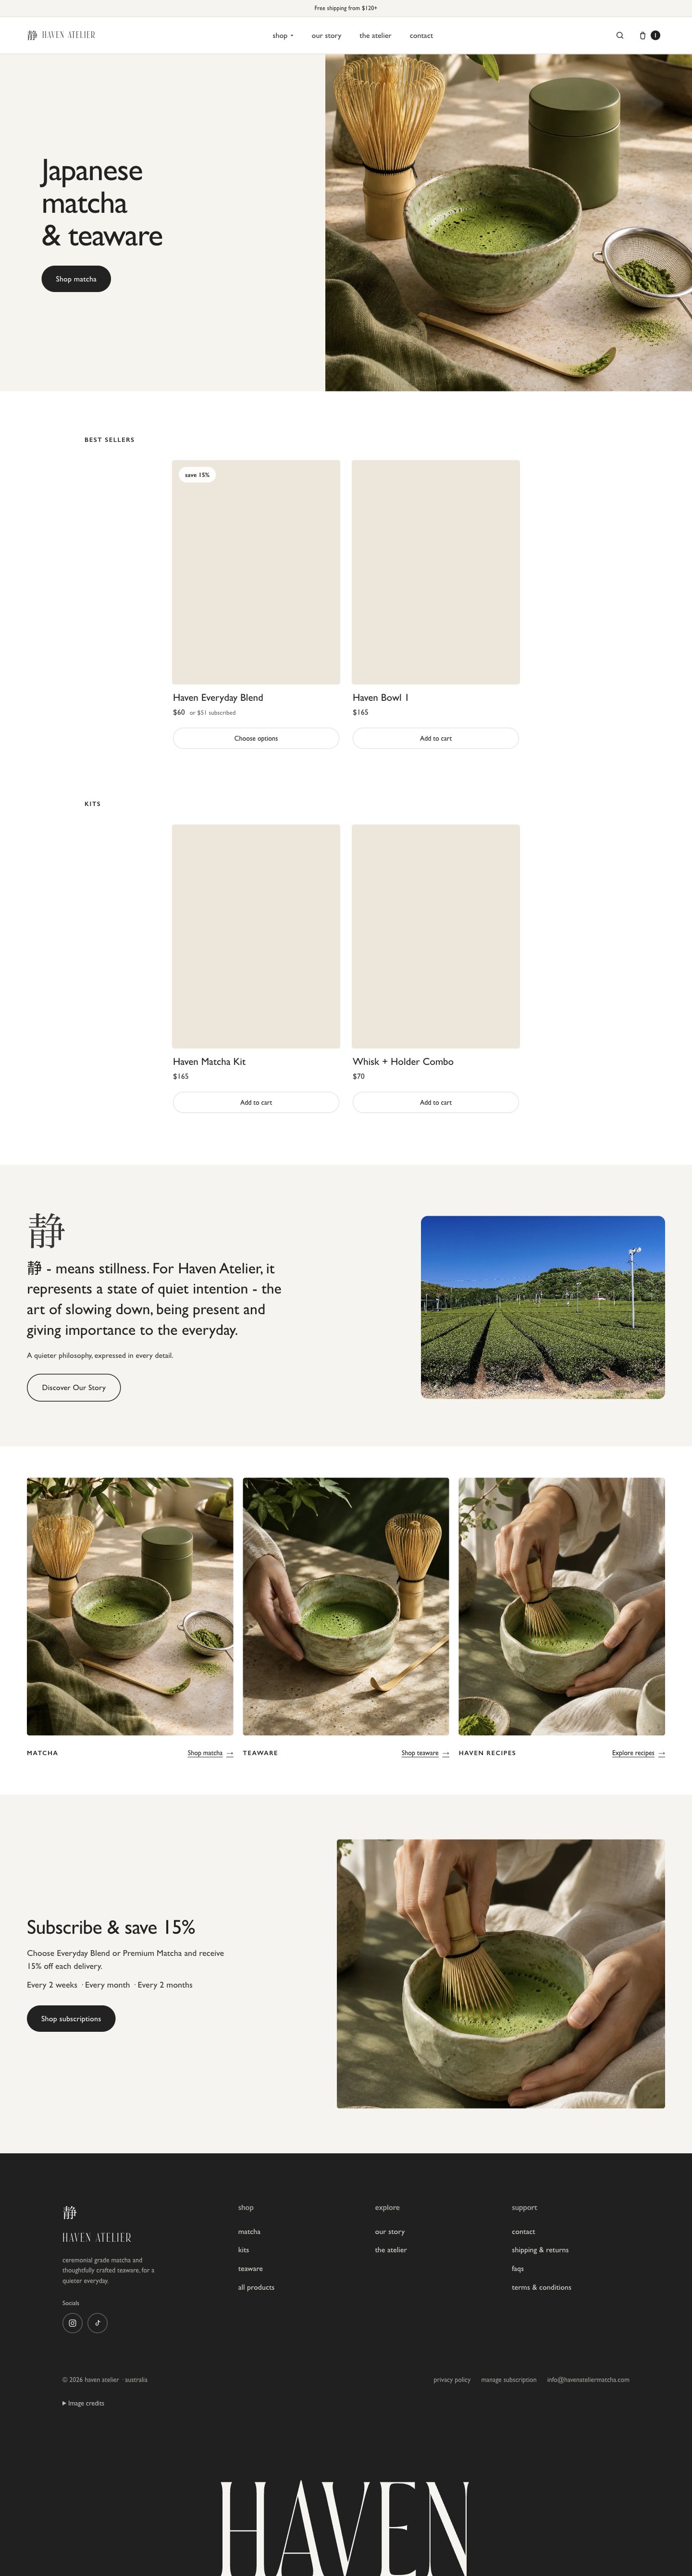 Free shipping from $120+
静 HAVEN ATELIER
shop
our story
the atelier
contact
1
Japanese
matcha
& teaware
Shop matcha
BEST SELLERS
save 15%
Haven Everyday Blend
$60 or $51 subscribed
Choose options
Haven Bowl 1
$165
Add to cart
KITS
Haven Matcha Kit
$165
Add to cart
Whisk + Holder Combo
$70
Add to cart
静
静 - means stillness. For Haven Atelier, it
represents a state of quiet intention - the
art of slowing down, being present and
giving importance to the everyday.
A quieter philosophy, expressed in every detail.
Discover Our Story
MATCHA
Shop matcha →
TEAWARE
Shop teaware →
HAVEN RECIPES
Explore recipes →
Subscribe & save 15%
Choose Everyday Blend or Premium Matcha and receive
15% off each delivery.
Every 2 weeks · Every month · Every 2 months
Shop subscriptions
静
HAVEN ATELIER
ceremonial grade matcha and
thoughtfully crafted teaware, for a
quieter everyday.
Socials
shop
matcha
kits
teaware
all products
explore
our story
the atelier
support
contact
shipping & returns
faqs
terms & conditions
© 2026 haven atelier · australia
privacy policy
manage subscription
info@havenateliermatcha.com
Image credits
HAVEN